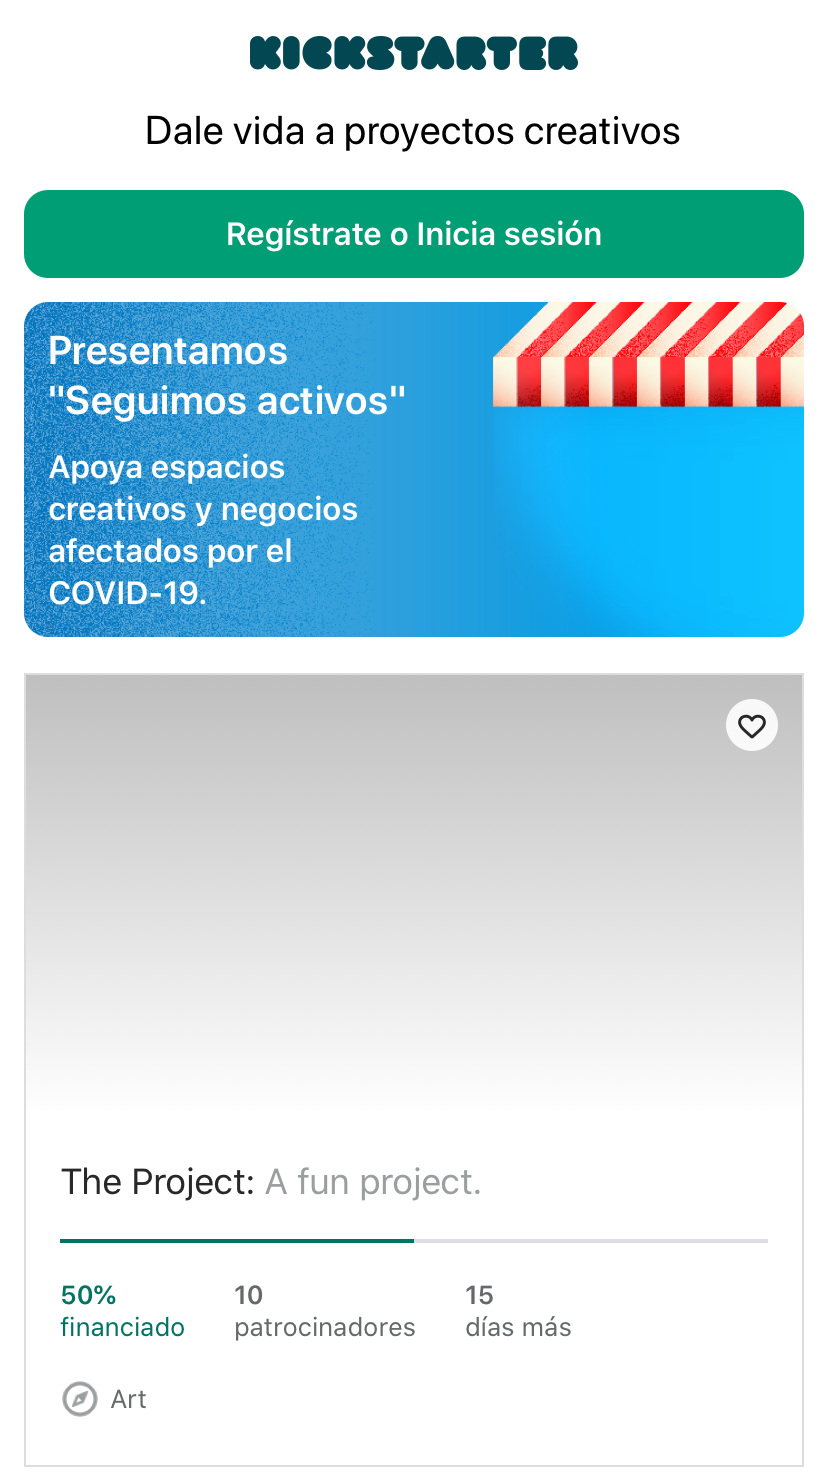 KICKSTARTER
Dale vida a proyectos creativos
Regístrate o Inicia sesión
Presentamos
"Seguimos activos"
Apoya espacios
creativos y negocios
afectados por el
COVID-19.
The Project: A fun project.
50% 10 15
financiado patrocinadores días más
Art